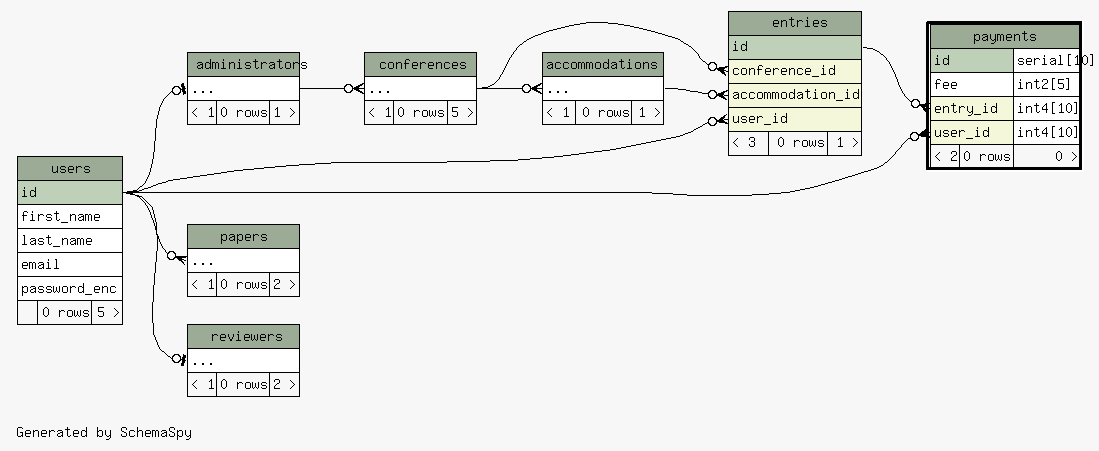 entries
id
conference_id
accommodation_id
user_id
< 3 0 rows 1 >
payments
id serial[10]
fee int2[5]
entry_id int4[10]
user_id int4[10]
< 2 0 rows 0 >
administrators
...
< 1 0 rows 1 >
conferences
...
< 1 0 rows 5 >
accommodations
...
< 1 0 rows 1 >
users
id
first_name
last_name
email
password_enc
0 rows 5 >
papers
...
< 1 0 rows 2 >
reviewers
...
< 1 0 rows 2 >
Generated by SchemaSpy